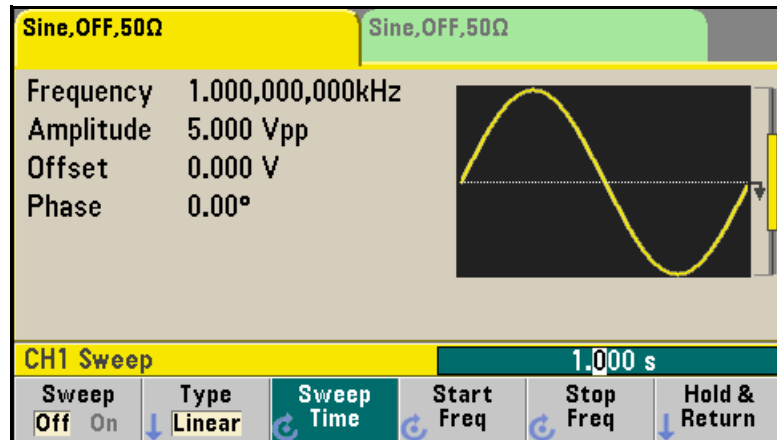 Sine,OFF,50Ω
Sine,OFF,50Ω
Frequency 1.000,000,000kHz
Amplitude 5.000 Vpp
Offset 0.000 V
Phase 0.00°
CH1 Sweep 1.000 s
Sweep Off On
Type Linear
Sweep Time
Start Freq
Stop Freq
Hold & Return